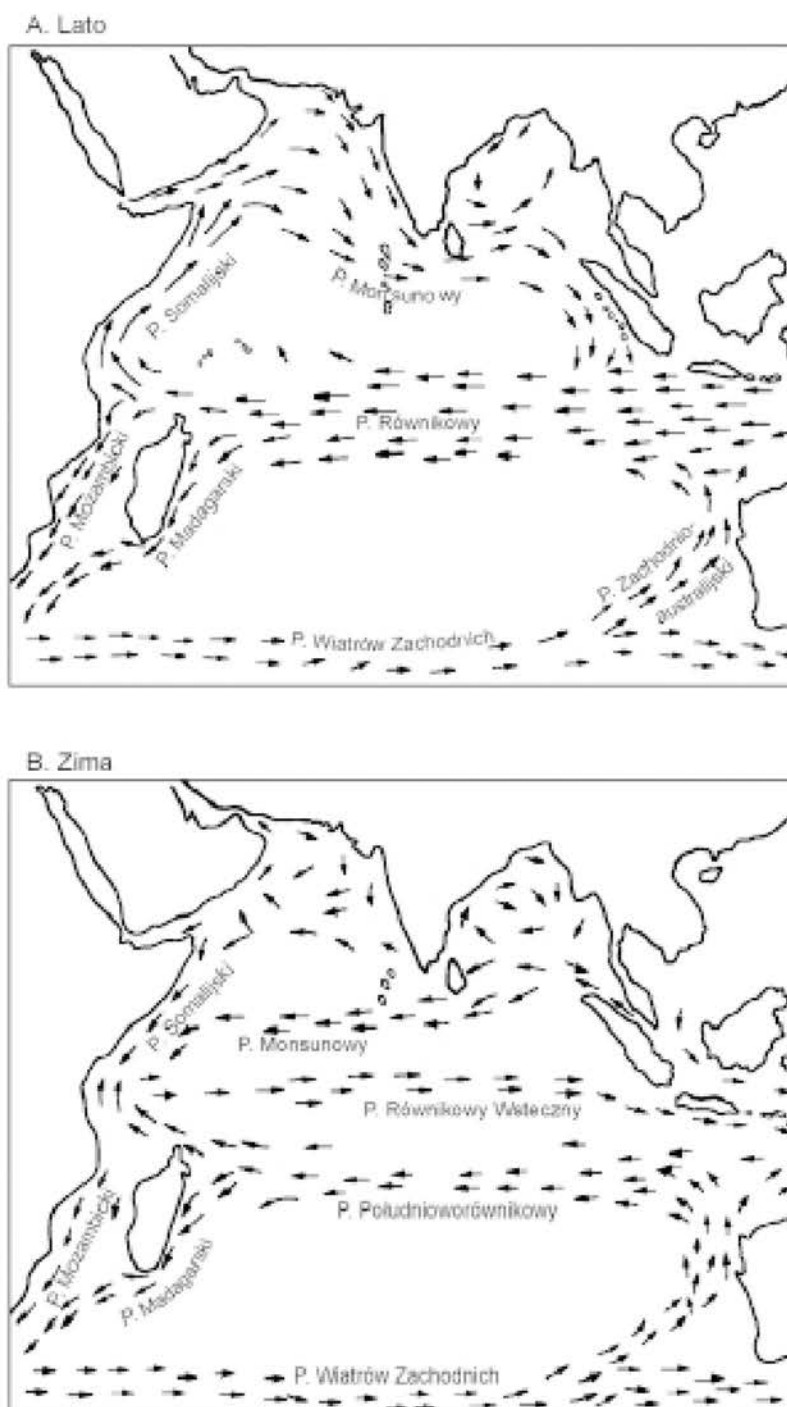 A. Lato
P. Somalijski
P. Monsunowy
P. Równikowy
P. Mozambicki
P. Madagarski
P. Zachodnio-
australijski
P. Wiatrów Zachodnich
B. Zima
P. Somalijski
P. Monsunowy
P. Równikowy Wsteczny
P. Południoworównikowy
P. Mozambicki
P. Madagarski
P. Wiatrów Zachodnich